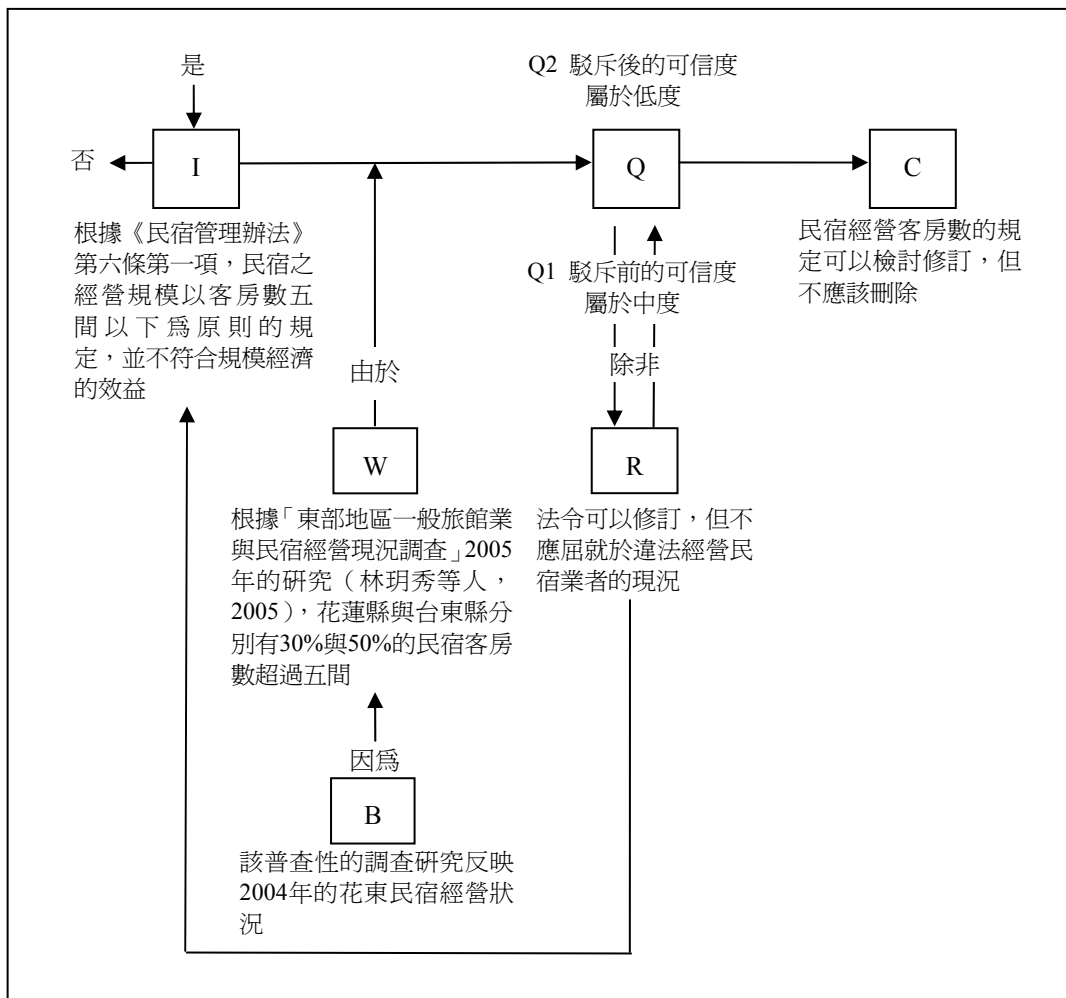 是
Q2 駁斥後的可信度
屬於低度
否
I
Q
C
根據《民宿管理辦法》
第六條第一項，民宿之
經營規模以客房數五
間以下為原則的規
定，並不符合規模經濟
的效益
民宿經營客房數的規
定可以檢討修訂，但
不應該刪除
Q1 駁斥前的可信度
屬於中度
由於
除非
W
R
根據「東部地區一般旅館業
與民宿經營現況調查」2005
年的研究（林玥秀等人，
2005），花蓮縣與台東縣分
別有30%與50%的民宿客房
數超過五間
法令可以修訂，但不
應屈就於違法經營民
宿業者的現況
因為
B
該普查性的調查研究反映
2004年的花東民宿經營狀
況